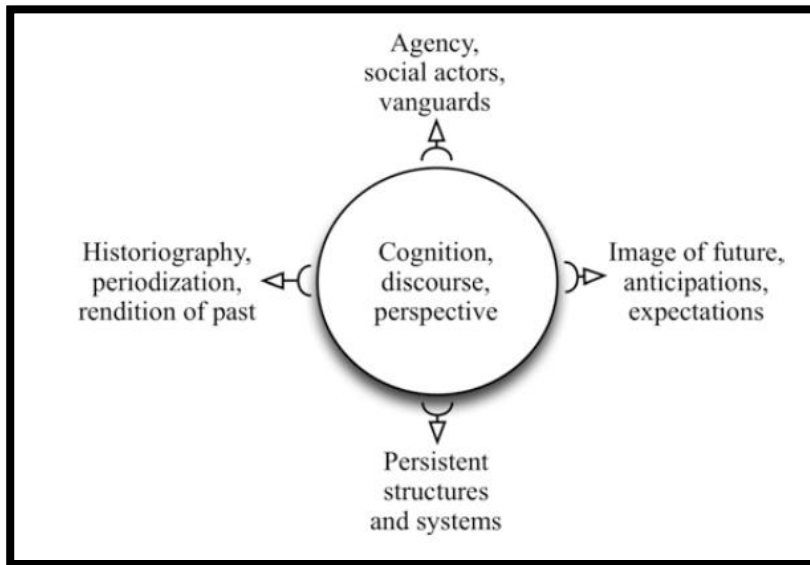 Agency,
social actors,
vanguards
Historiography,
periodization,
rendition of past
Cognition,
discourse,
perspective
Image of future,
anticipations,
expectations
Persistent
structures
and systems